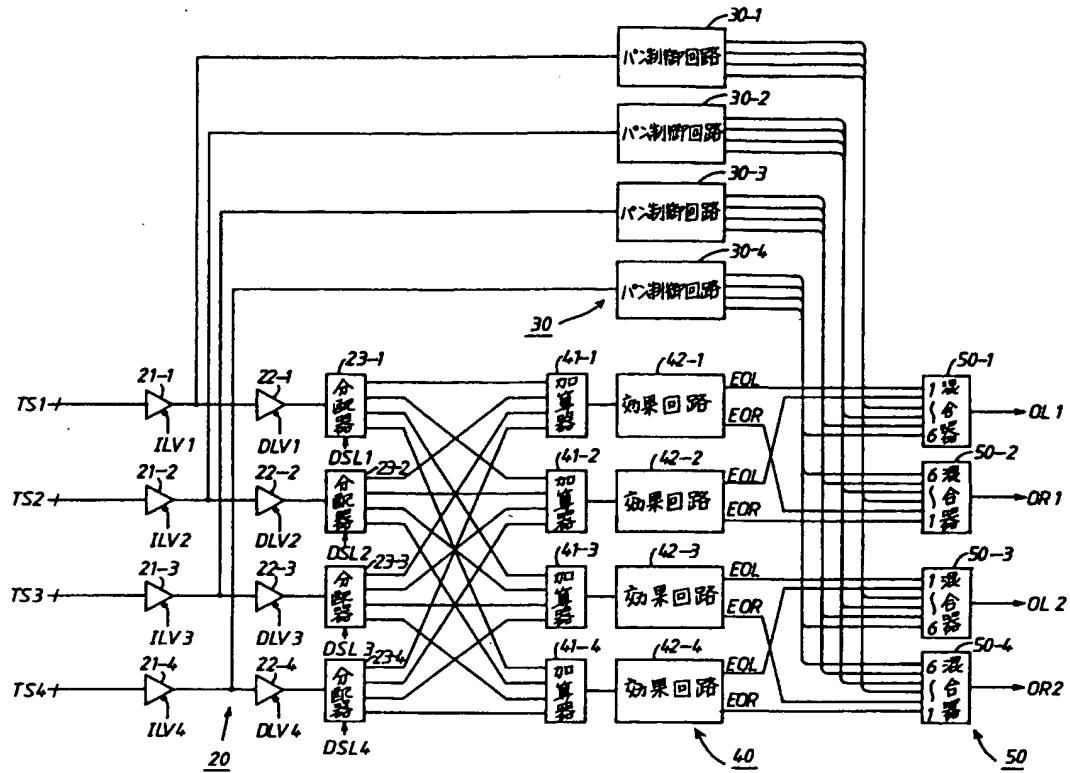 30-1
パン制御回路
30-2
パン制御回路
30-3
パン制御回路
30-4
パン制御回路
30
21-1
22-1
23-1
41-1
42-1
50-1
TS1
分配器
加算器
効果回路
EOL
EOR
1〜6
混合器
OL1
ILV1
DLV1
DSL1
21-2
22-2
23-2
41-2
42-2
50-2
TS2
分配器
加算器
効果回路
EOL
EOR
6〜1
混合器
OR1
ILV2
DLV2
DSL2
21-3
22-3
23-3
41-3
42-3
50-3
TS3
分配器
加算器
効果回路
EOL
EOR
1〜6
混合器
OL2
ILV3
DLV3
DSL3
21-4
22-4
23-4
41-4
42-4
50-4
TS4
分配器
加算器
効果回路
EOL
EOR
6〜1
混合器
OR2
ILV4
DLV4
DSL4
20
40
50